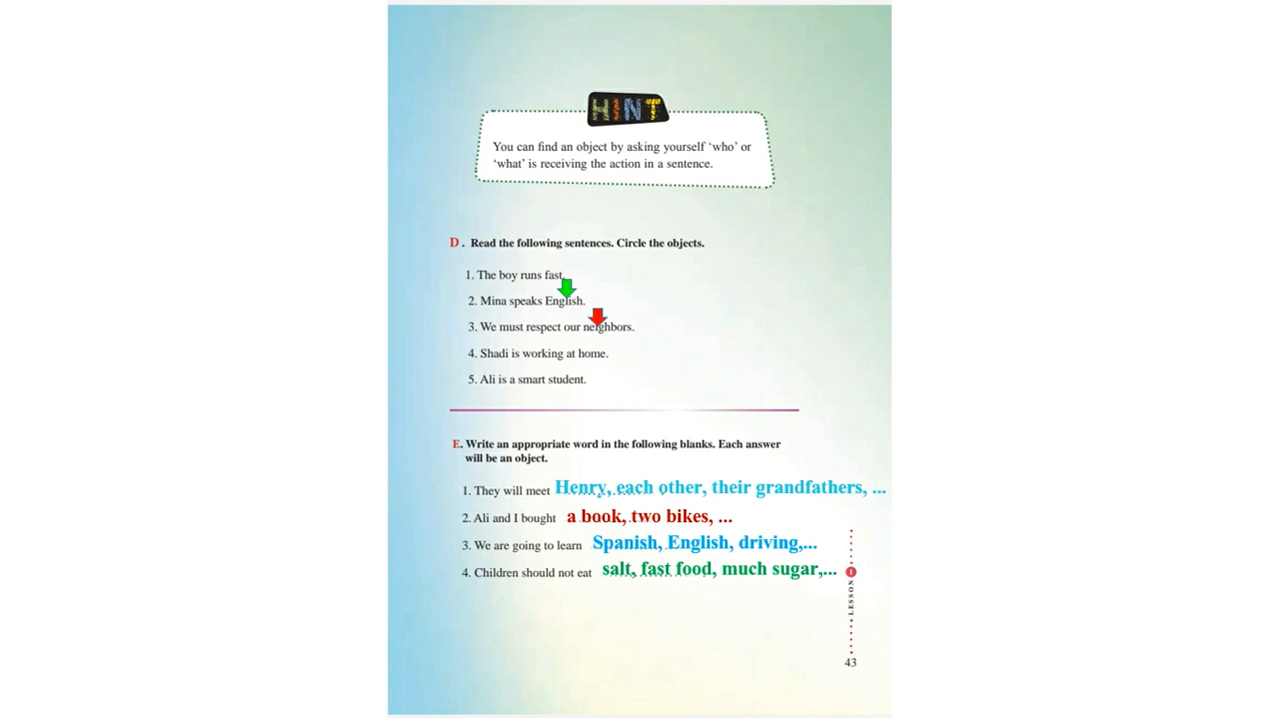 HINT
You can find an object by asking yourself ‘who’ or
‘what’ is receiving the action in a sentence.
D. Read the following sentences. Circle the objects.
1. The boy runs fast.
2. Mina speaks English.
3. We must respect our neighbors.
4. Shadi is working at home.
5. Ali is a smart student.
E. Write an appropriate word in the following blanks. Each answer
will be an object.
1. They will meet Henry, each other, their grandfathers, ...
2. Ali and I bought a book, two bikes, ...
3. We are going to learn Spanish, English, driving,...
4. Children should not eat salt, fast food, much sugar,...
LESSON 1
43